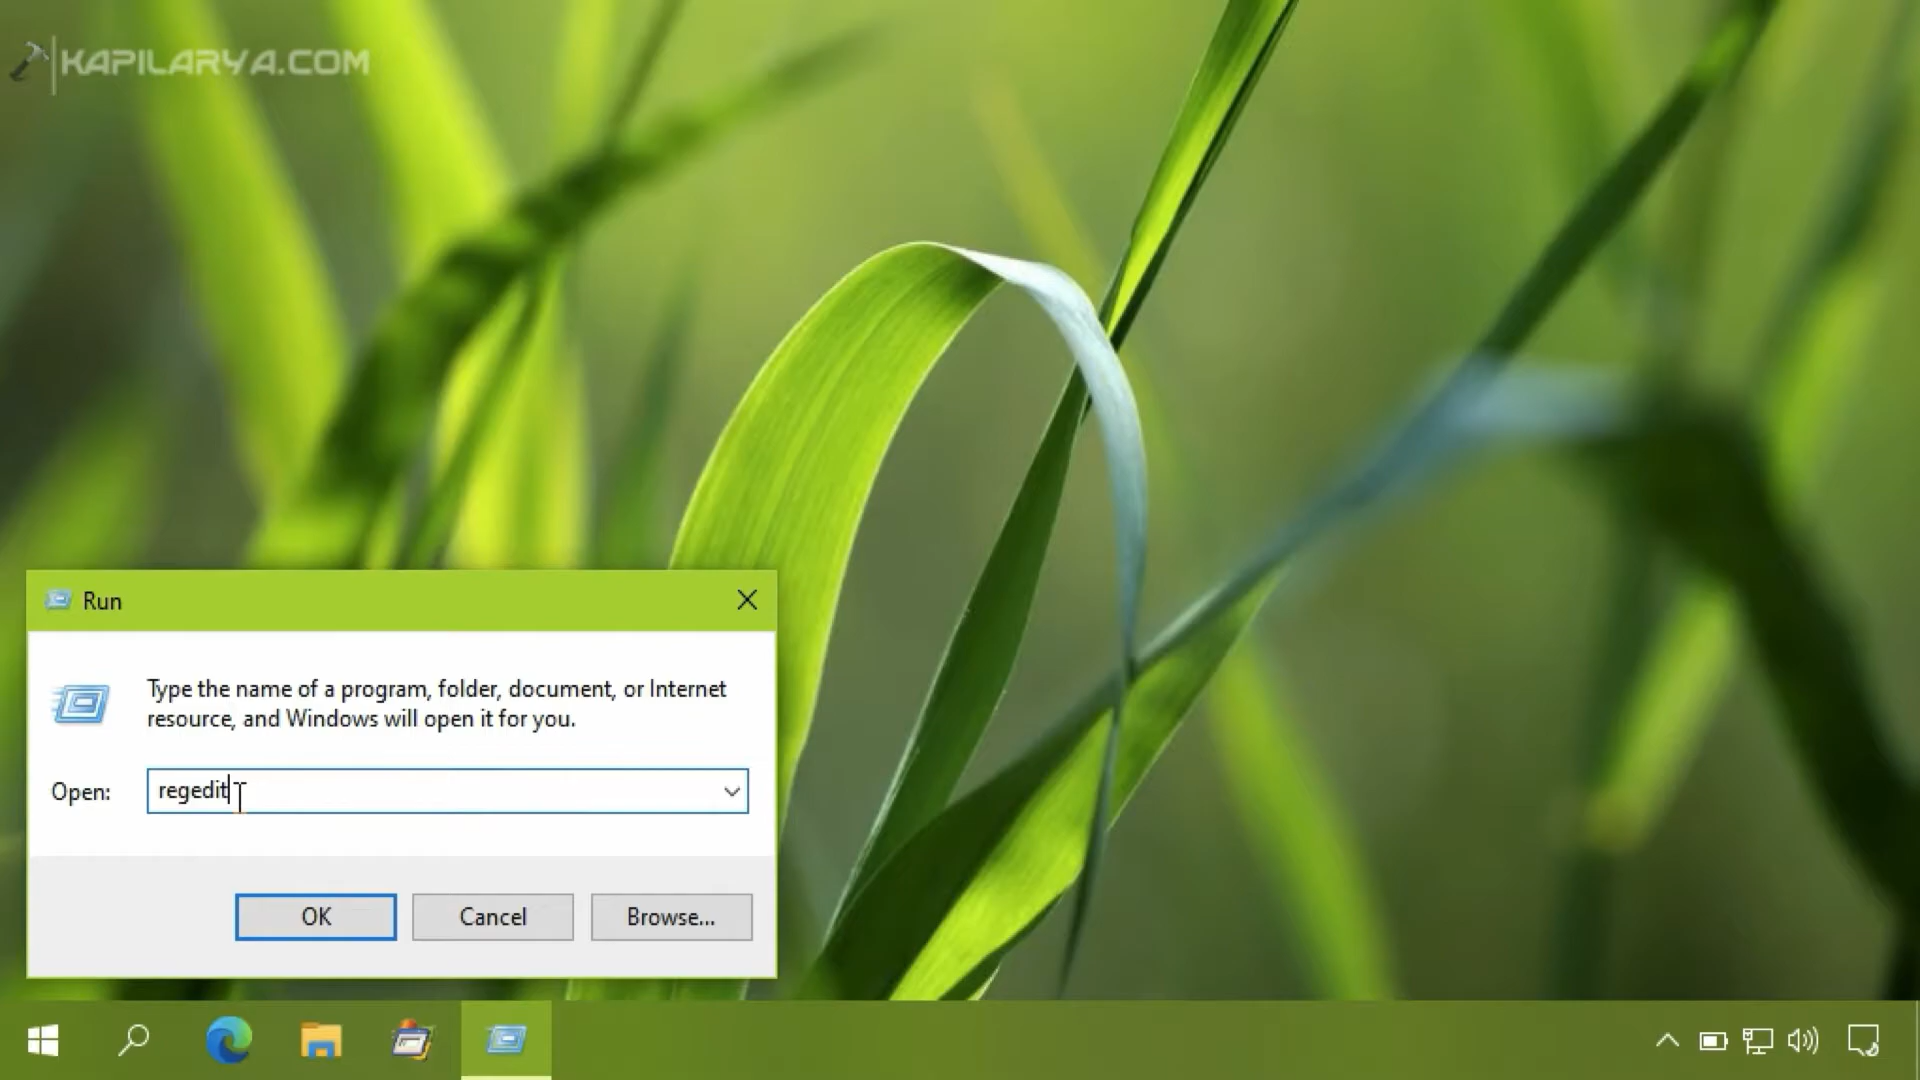 KAPILARYA.COM
Run
Type the name of a program, folder, document, or Internet
resource, and Windows will open it for you.
Open:
regedit
OK
Cancel
Browse...